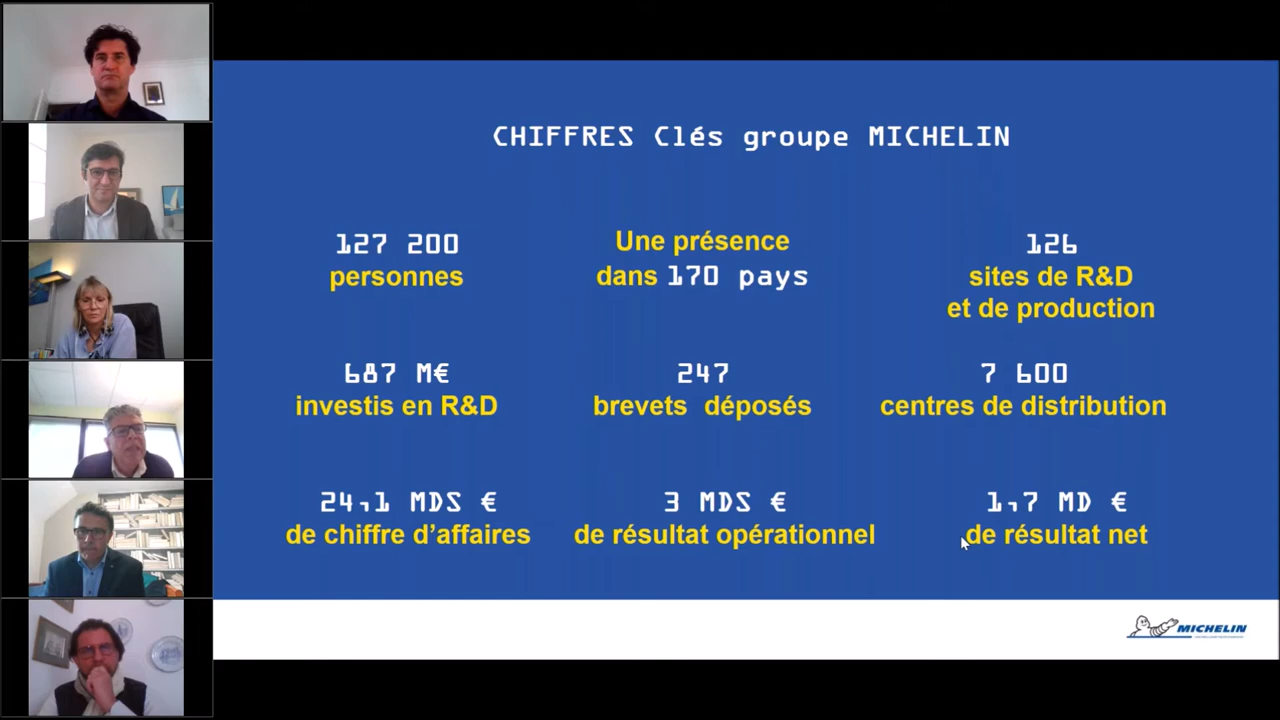 CHIFFRES Clés groupe MICHELIN
127 200
personnes
Une présence
dans 170 pays
126
sites de R&D
et de production
687 M€
investis en R&D
247
brevets déposés
7 600
centres de distribution
24,1 MDS €
de chiffre d’affaires
3 MDS €
de résultat opérationnel
1,7 MD €
de résultat net
MICHELIN